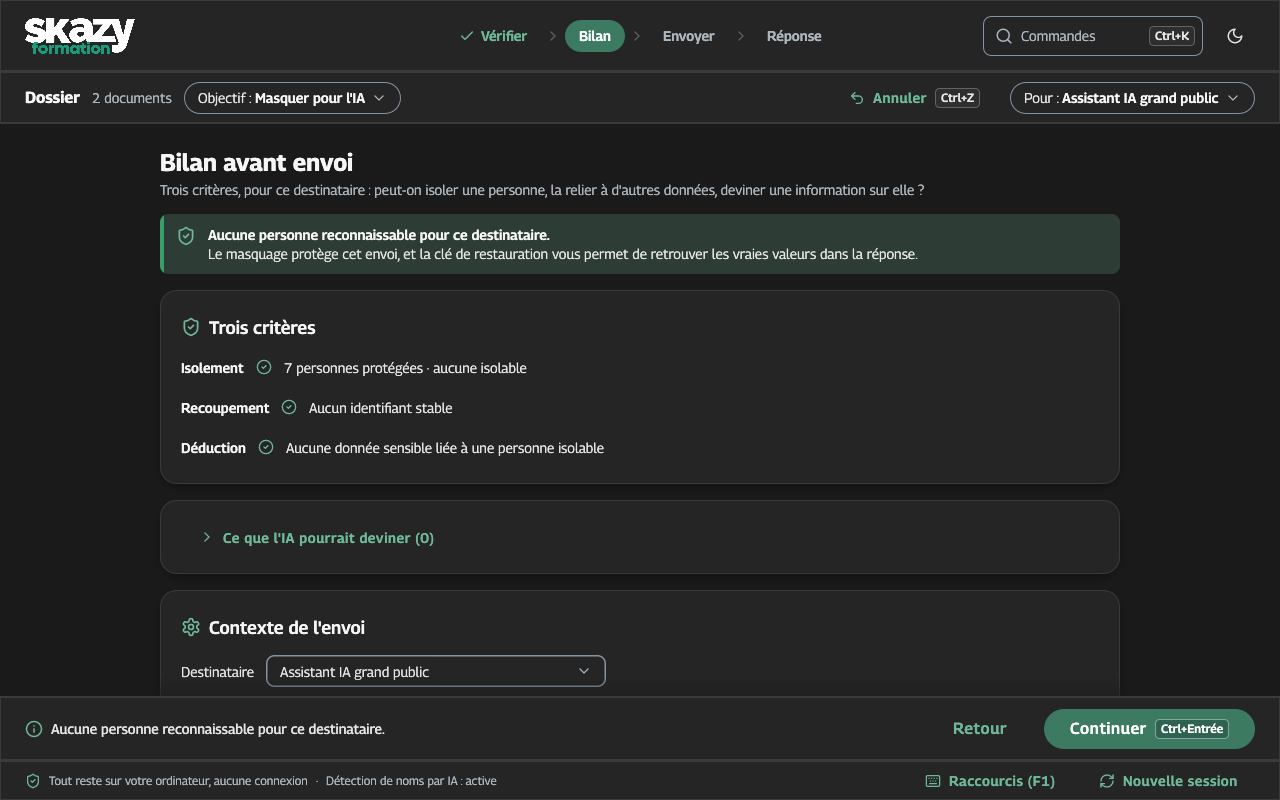 skazy
formation
Vérifier
Bilan
Envoyer
Réponse
Commandes
Ctrl+K
Dossier
2 documents
Objectif : Masquer pour l'IA
Annuler
Ctrl+Z
Pour : Assistant IA grand public
Bilan avant envoi
Trois critères, pour ce destinataire : peut-on isoler une personne, la relier à d'autres données, deviner une information sur elle ?
Aucune personne reconnaissable pour ce destinataire.
Le masquage protège cet envoi, et la clé de restauration vous permet de retrouver les vraies valeurs dans la réponse.
Trois critères
Isolement 7 personnes protégées · aucune isolable
Recoupement Aucun identifiant stable
Déduction Aucune donnée sensible liée à une personne isolable
Ce que l'IA pourrait deviner (0)
Contexte de l'envoi
Destinataire Assistant IA grand public
Aucune personne reconnaissable pour ce destinataire.
Retour
Continuer Ctrl+Entrée
Tout reste sur votre ordinateur, aucune connexion · Détection de noms par IA : active
Raccourcis (F1)
Nouvelle session